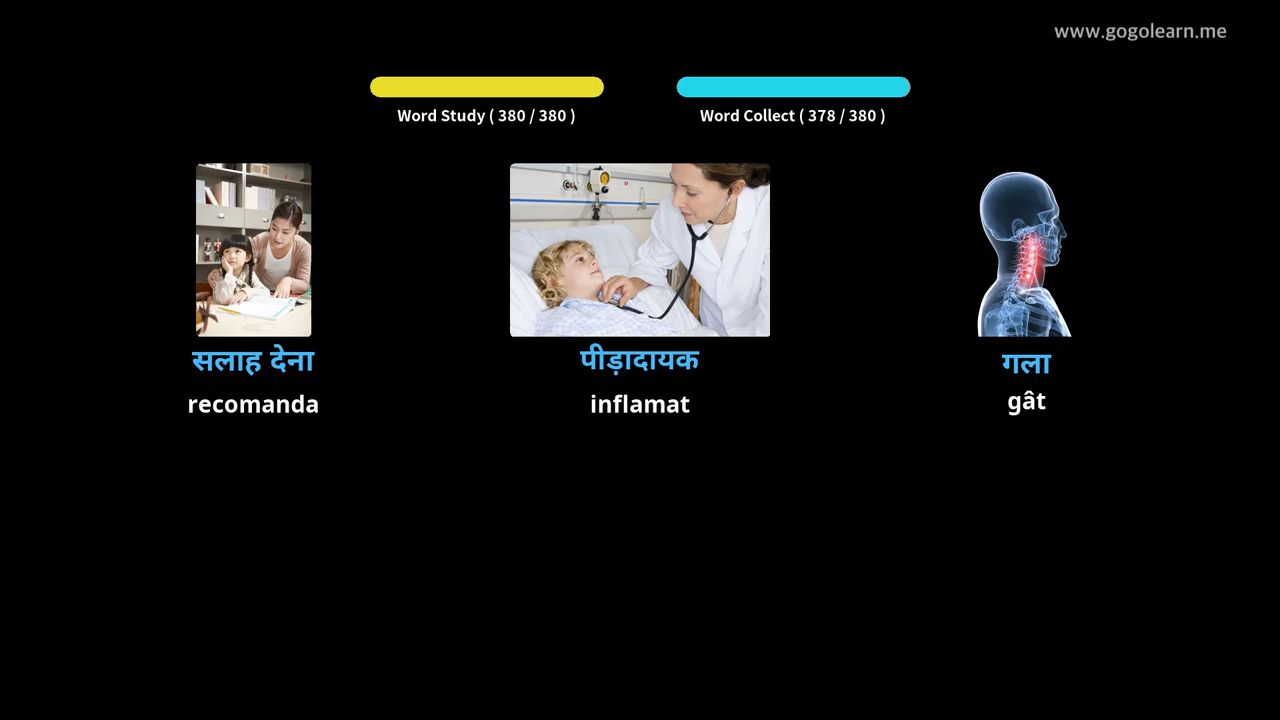 www.gogolearn.me
Word Study ( 380 / 380 )
Word Collect ( 378 / 380 )
सलाह देना
पीड़ादायक
गला
recomanda
inflamat
gât